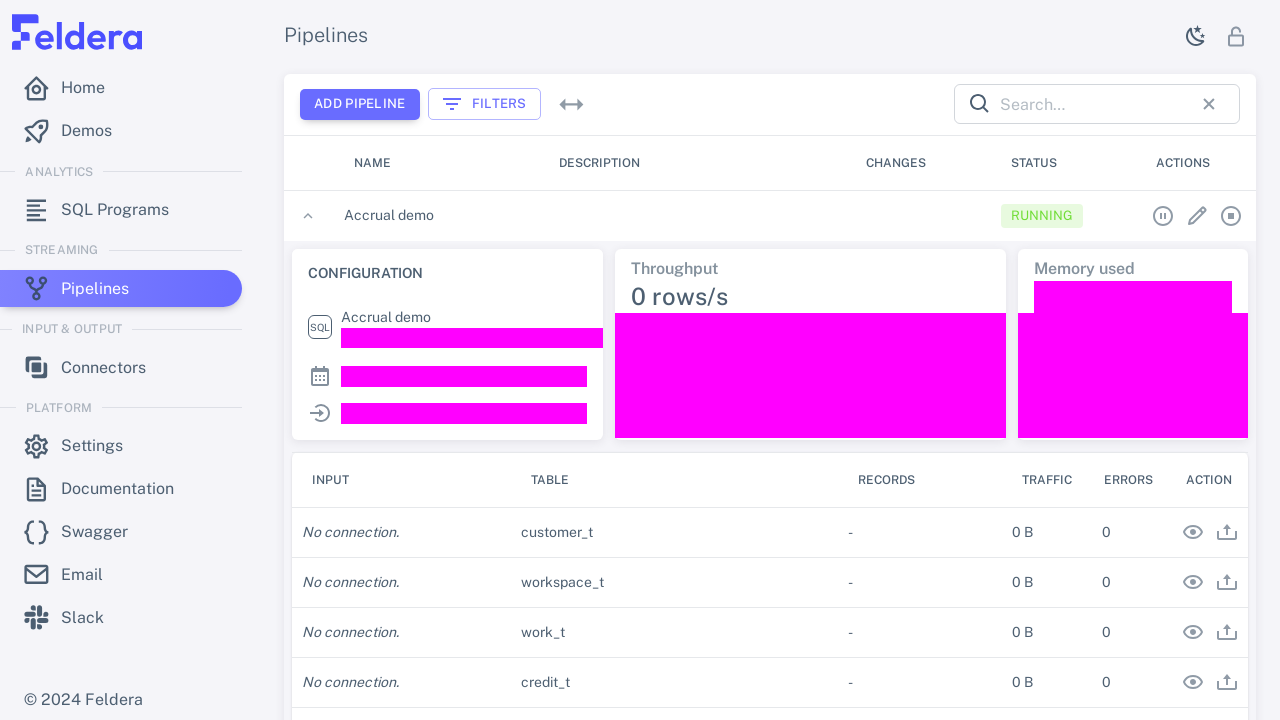 Feldera
Pipelines
Home
Demos
ANALYTICS
SQL Programs
STREAMING
Pipelines
INPUT & OUTPUT
Connectors
PLATFORM
Settings
Documentation
Swagger
Email
Slack
© 2024 Feldera
ADD PIPELINE
FILTERS
Search...
NAME DESCRIPTION CHANGES STATUS ACTIONS
Accrual demo RUNNING
CONFIGURATION
SQL
Accrual demo
Throughput
0 rows/s
Memory used
INPUT TABLE RECORDS TRAFFIC ERRORS ACTION
No connection. customer_t - 0 B 0
No connection. workspace_t - 0 B 0
No connection. work_t - 0 B 0
No connection. credit_t - 0 B 0